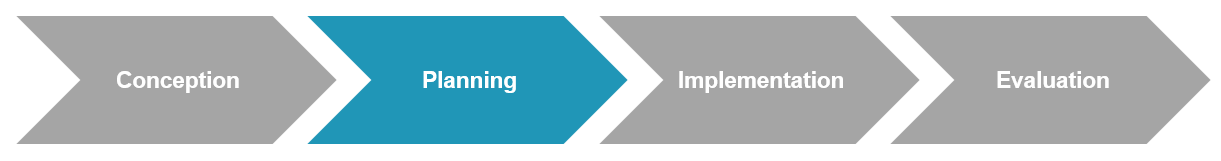 Conception
Planning
Implementation
Evaluation